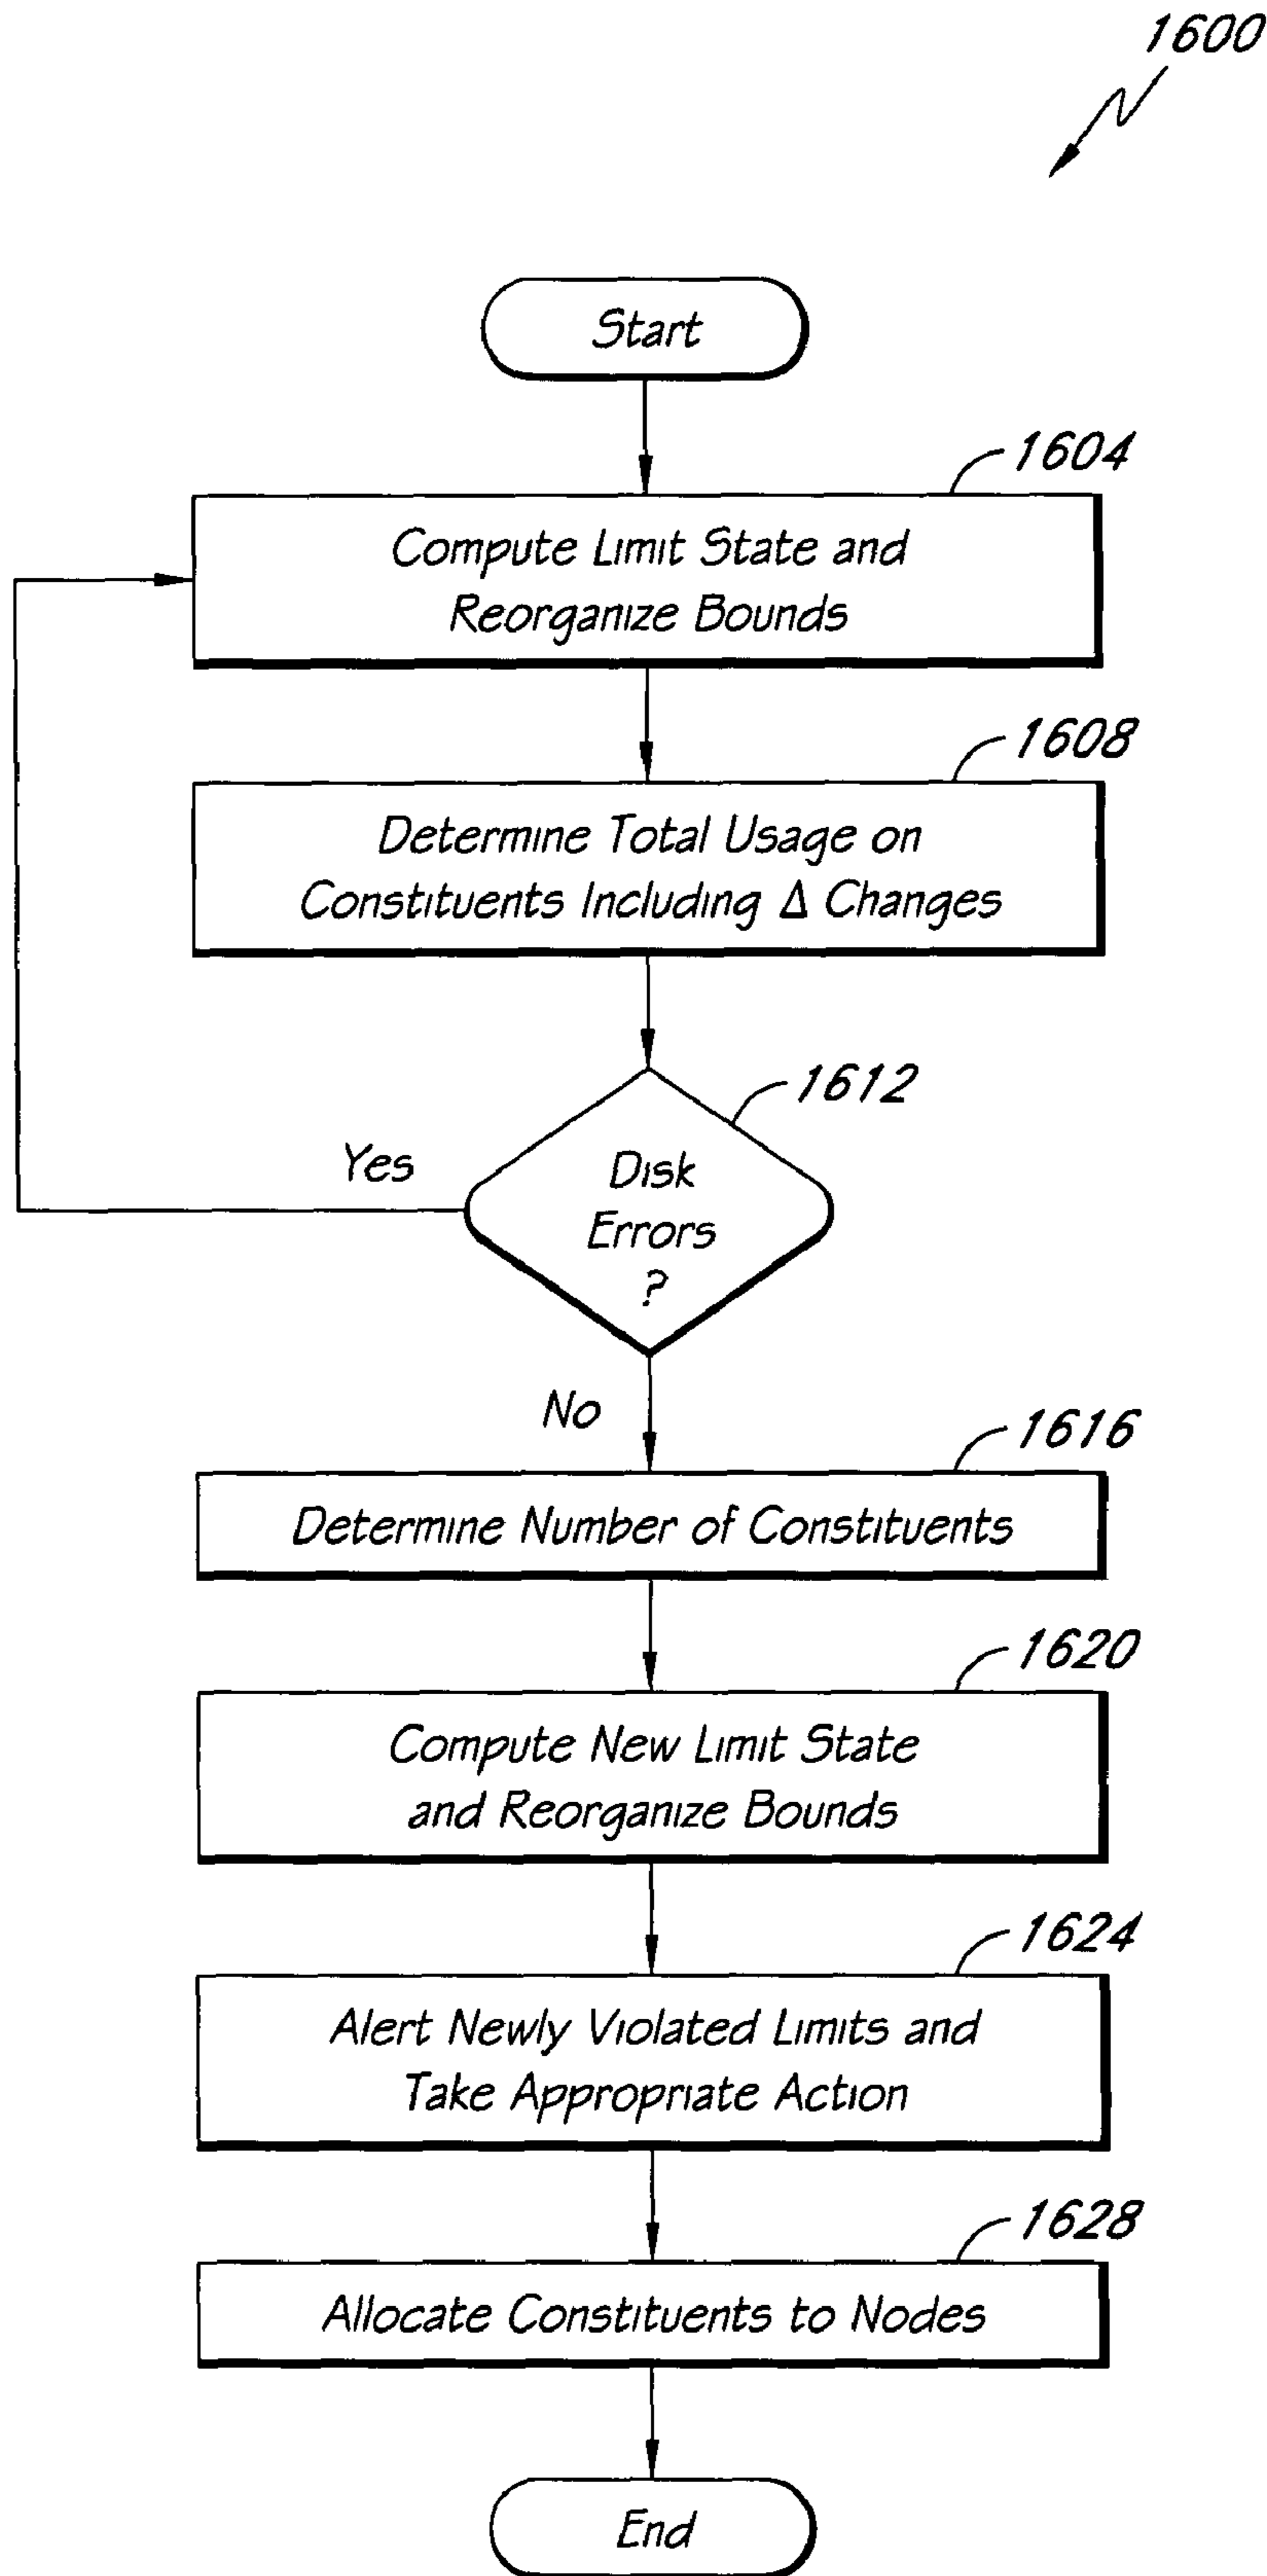 1600
Start
1604
Compute Limit State and
Reorganize Bounds
1608
Determine Total Usage on
Constituents Including Δ Changes
1612
Yes
Disk
Errors
?
No
1616
Determine Number of Constituents
1620
Compute New Limit State
and Reorganize Bounds
1624
Alert Newly Violated Limits and
Take Appropriate Action
1628
Allocate Constituents to Nodes
End